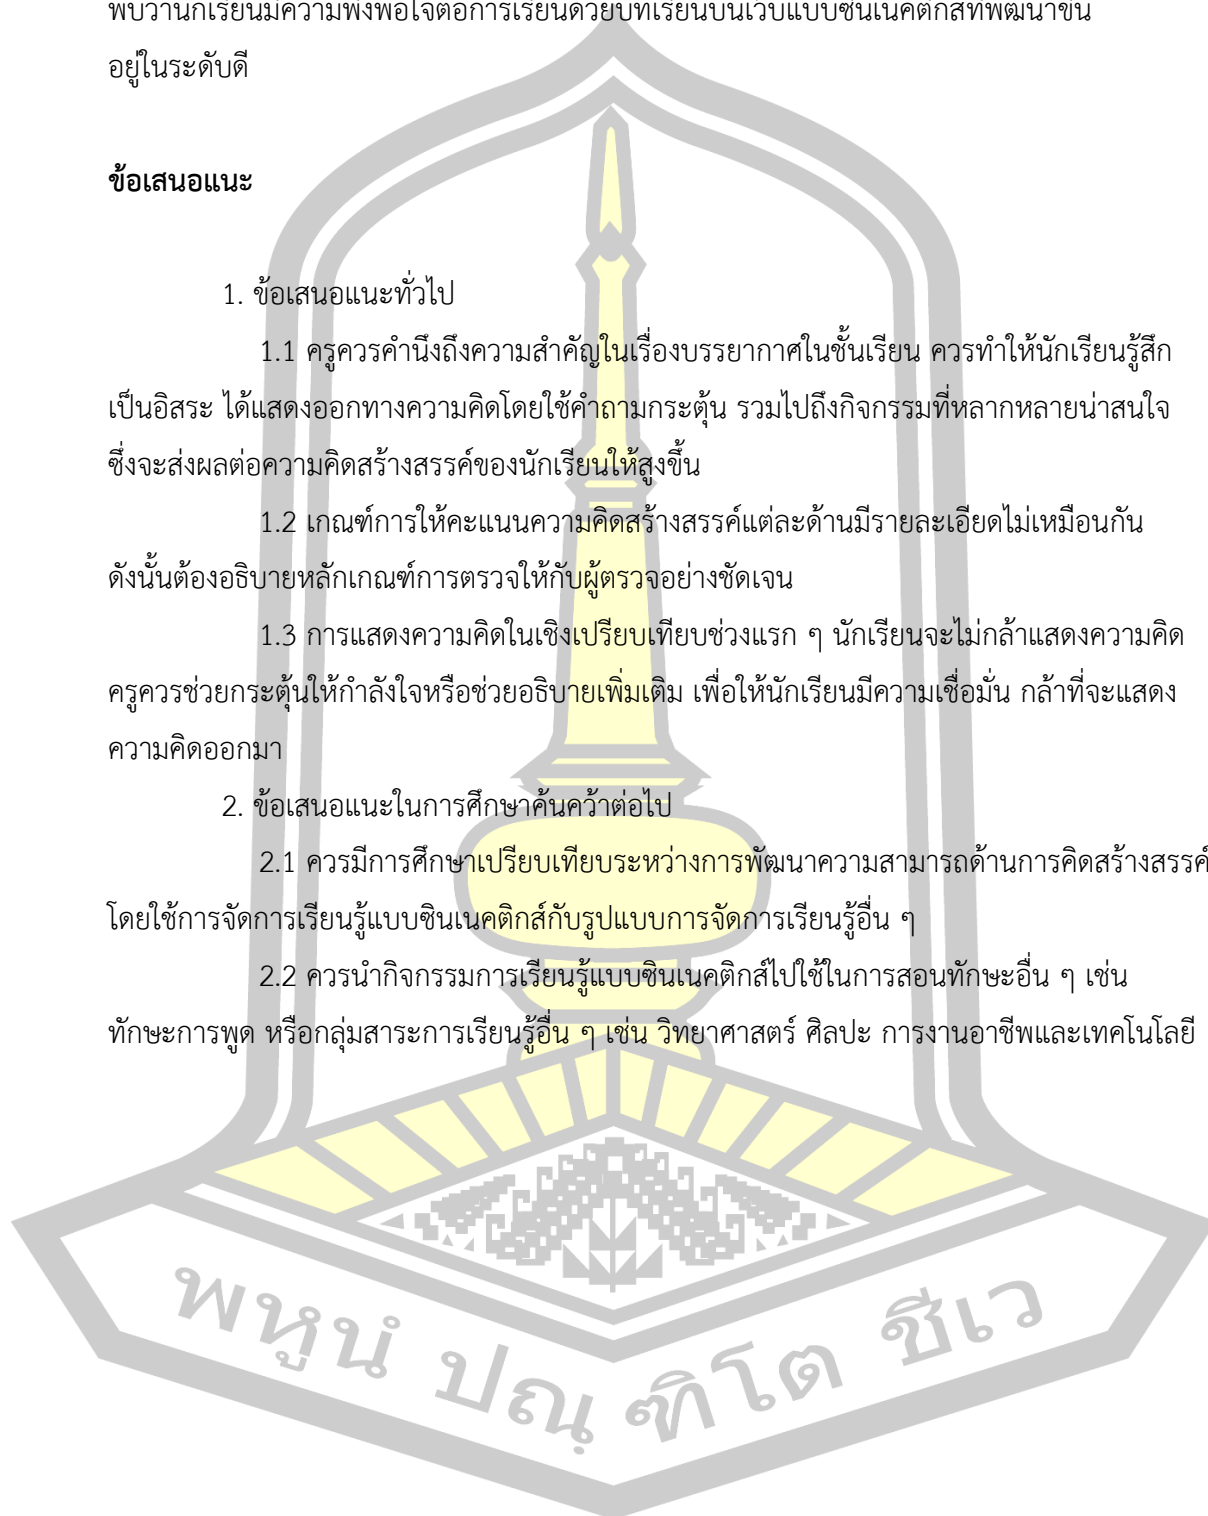 พบว่านักเรียนมีความพึงพอใจต่อการเรียนด้วยบทเรียนบนเว็บแบบซินเนคติกส์ที่พัฒนาขึ้น
อยู่ในระดับดี
ข้อเสนอแนะ
1. ข้อเสนอแนะทั่วไป
1.1 ครูควรคำนึงถึงความสำคัญในเรื่องบรรยากาศในชั้นเรียน ควรทำให้นักเรียนรู้สึก
เป็นอิสระ ได้แสดงออกทางความคิดโดยใช้คำถามกระตุ้น รวมไปถึงกิจกรรมที่หลากหลายน่าสนใจ
ซึ่งจะส่งผลต่อความคิดสร้างสรรค์ของนักเรียนให้สูงขึ้น
1.2 เกณฑ์การให้คะแนนความคิดสร้างสรรค์แต่ละด้านมีรายละเอียดไม่เหมือนกัน
ดังนั้นต้องอธิบายหลักเกณฑ์การตรวจให้กับผู้ตรวจอย่างชัดเจน
1.3 การแสดงความคิดในเชิงเปรียบเทียบช่วงแรก ๆ นักเรียนจะไม่กล้าแสดงความคิด
ครูควรช่วยกระตุ้นให้กำลังใจหรือช่วยอธิบายเพิ่มเติม เพื่อให้นักเรียนมีความเชื่อมั่น กล้าที่จะแสดง
ความคิดออกมา
2. ข้อเสนอแนะในการศึกษาค้นคว้าต่อไป
2.1 ควรมีการศึกษาเปรียบเทียบระหว่างการพัฒนาความสามารถด้านการคิดสร้างสรรค์
โดยใช้การจัดการเรียนรู้แบบซินเนคติกส์กับรูปแบบการจัดการเรียนรู้อื่น ๆ
2.2 ควรนำกิจกรรมการเรียนรู้แบบซินเนคติกส์ไปใช้ในการสอนทักษะอื่น ๆ เช่น
ทักษะการพูด หรือกลุ่มสาระการเรียนรู้อื่น ๆ เช่น วิทยาศาสตร์ ศิลปะ การงานอาชีพและเทคโนโลยี
พหูนํ ปณฺฑิโต ชีเว